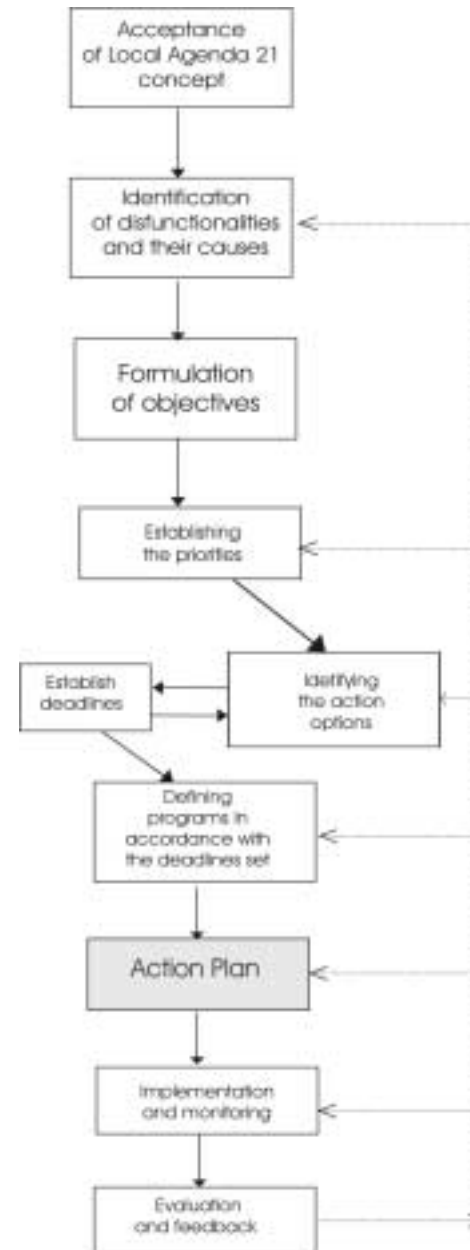 Acceptance
of Local Agenda 21
concept
Identification
of disfunctionalities
and their causes
Formulation
of objectives
Establishing
the priorities
Establish
deadlines
Identifying
the action
options
Defining
programs in
accordance with
the deadlines set
Action Plan
Implementation
and monitoring
Evaluation
and feedback